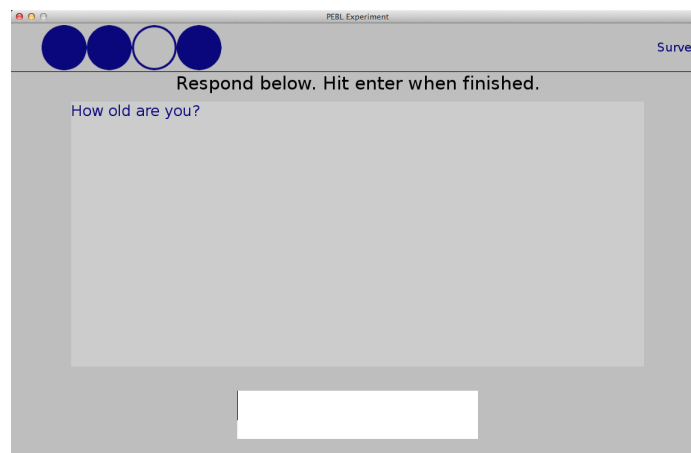 PEBL Experiment
Surve
Respond below. Hit enter when finished.
How old are you?